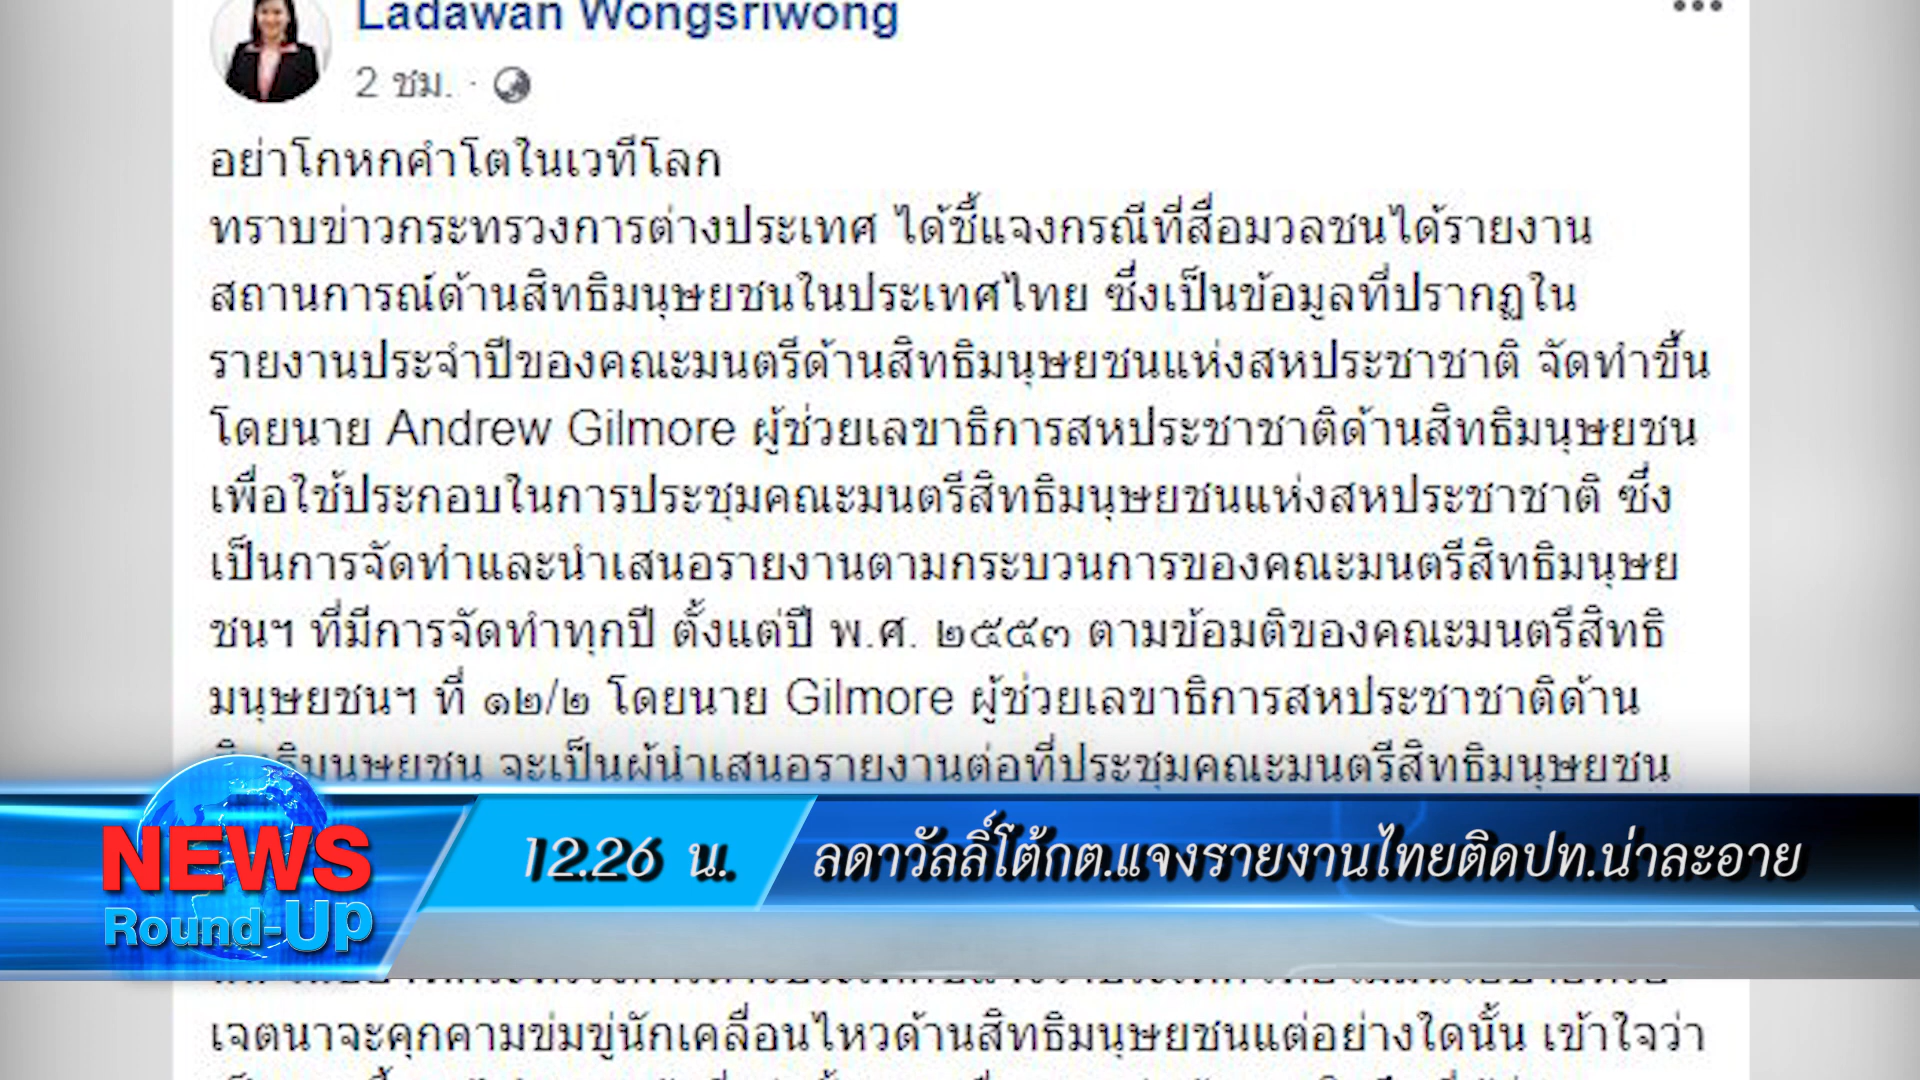 Ladawan Wongsriwong
2 ชม. ·
อย่าโกหกคำโตในเวทีโลก
ทราบข่าวกระทรวงการต่างประเทศ ได้ชี้แจงกรณีที่สื่อมวลชนได้รายงาน
สถานการณ์ด้านสิทธิมนุษยชนในประเทศไทย ซึ่งเป็นข้อมูลที่ปรากฏใน
รายงานประจำปีของคณะมนตรีด้านสิทธิมนุษยชนแห่งสหประชาชาติ จัดทำขึ้น
โดยนาย Andrew Gilmore ผู้ช่วยเลขาธิการสหประชาชาติด้านสิทธิมนุษยชน
เพื่อใช้ประกอบในการประชุมคณะมนตรีสิทธิมนุษยชนแห่งสหประชาชาติ ซึ่ง
เป็นการจัดทำและนำเสนอรายงานตามกระบวนการของคณะมนตรีสิทธิมนุษย
ชนฯ ที่มีการจัดทำทุกปี ตั้งแต่ปี พ.ศ. ๒๕๕๓ ตามข้อมติของคณะมนตรีสิทธิ
มนุษยชนฯ ที่ ๑๒/๒ โดยนาย Gilmore ผู้ช่วยเลขาธิการสหประชาชาติด้าน
สิทธิมนุษยชน จะเป็นผู้นำเสนอรายงานต่อที่ประชุมคณะมนตรีสิทธิมนุษยชน
NEWS
Round-Up
12.26 น.
ลดาวัลลิ์โต้กต.แจงรายงานไทยติดปท.น่าละอาย
เจตนาจะคุกคามข่มขู่นักเคลื่อนไหวด้านสิทธิมนุษยชนแต่อย่างใดนั้น เข้าใจว่า